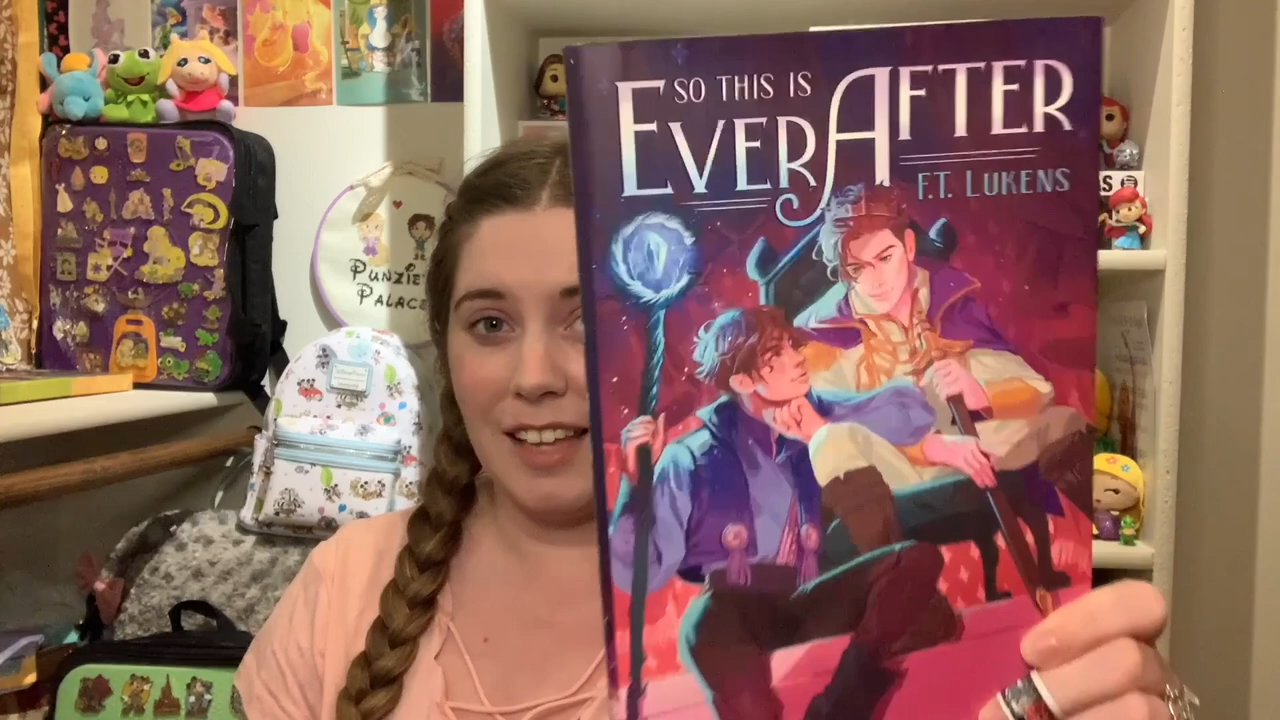 SO THIS IS
EVER AFTER
F.T. LUKENS
PUNZIE'S
PALACE